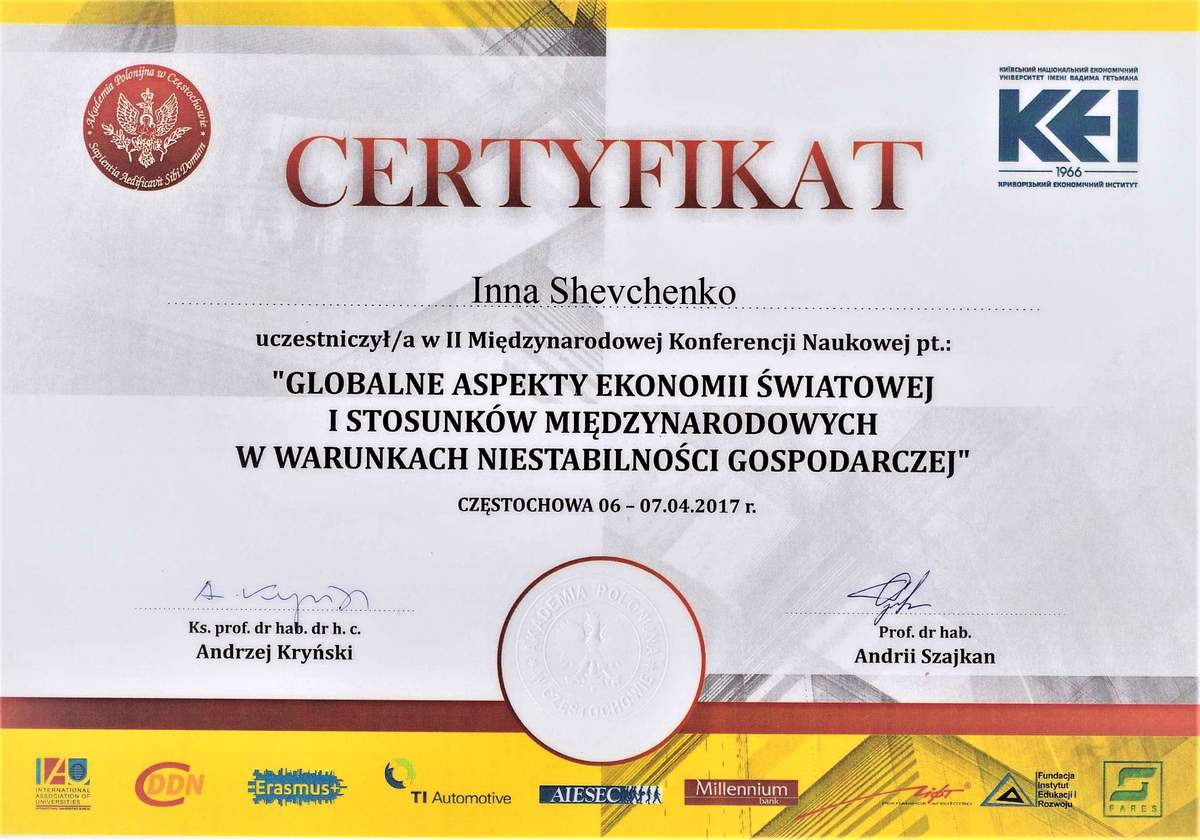 Akademia Polonijna w Częstochowie
Sapientia Aedificavit Sibi Domum
КИЇВСЬКИЙ НАЦІОНАЛЬНИЙ ЕКОНОМІЧНИЙ
УНІВЕРСИТЕТ ІМЕНІ ВАДИМА ГЕТЬМАНА
KEI
1966
КРИВОРІЗЬКИЙ ЕКОНОМІЧНИЙ ІНСТИТУТ
CERTYFIKAT
Inna Shevchenko
uczestniczył/a w II Międzynarodowej Konferencji Naukowej pt.:
"GLOBALNE ASPEKTY EKONOMII ŚWIATOWEJ
I STOSUNKÓW MIĘDZYNARODOWYCH
W WARUNKACH NIESTABILNOŚCI GOSPODARCZEJ"
CZĘSTOCHOWA 06 – 07.04.2017 r.
Ks. prof. dr hab. dr h. c.
Andrzej Kryński
Prof. dr hab.
Andrii Szajkan
AKADEMIA POLONIJNA
W CZĘSTOCHOWIE
IAU
INTERNATIONAL
ASSOCIATION OF
UNIVERSITIES
CDDN
Erasmus+
TI Automotive
AIESEC
Millennium
bank
Fundacja
Instytut
Edukacji i
Rozwoju
FARES